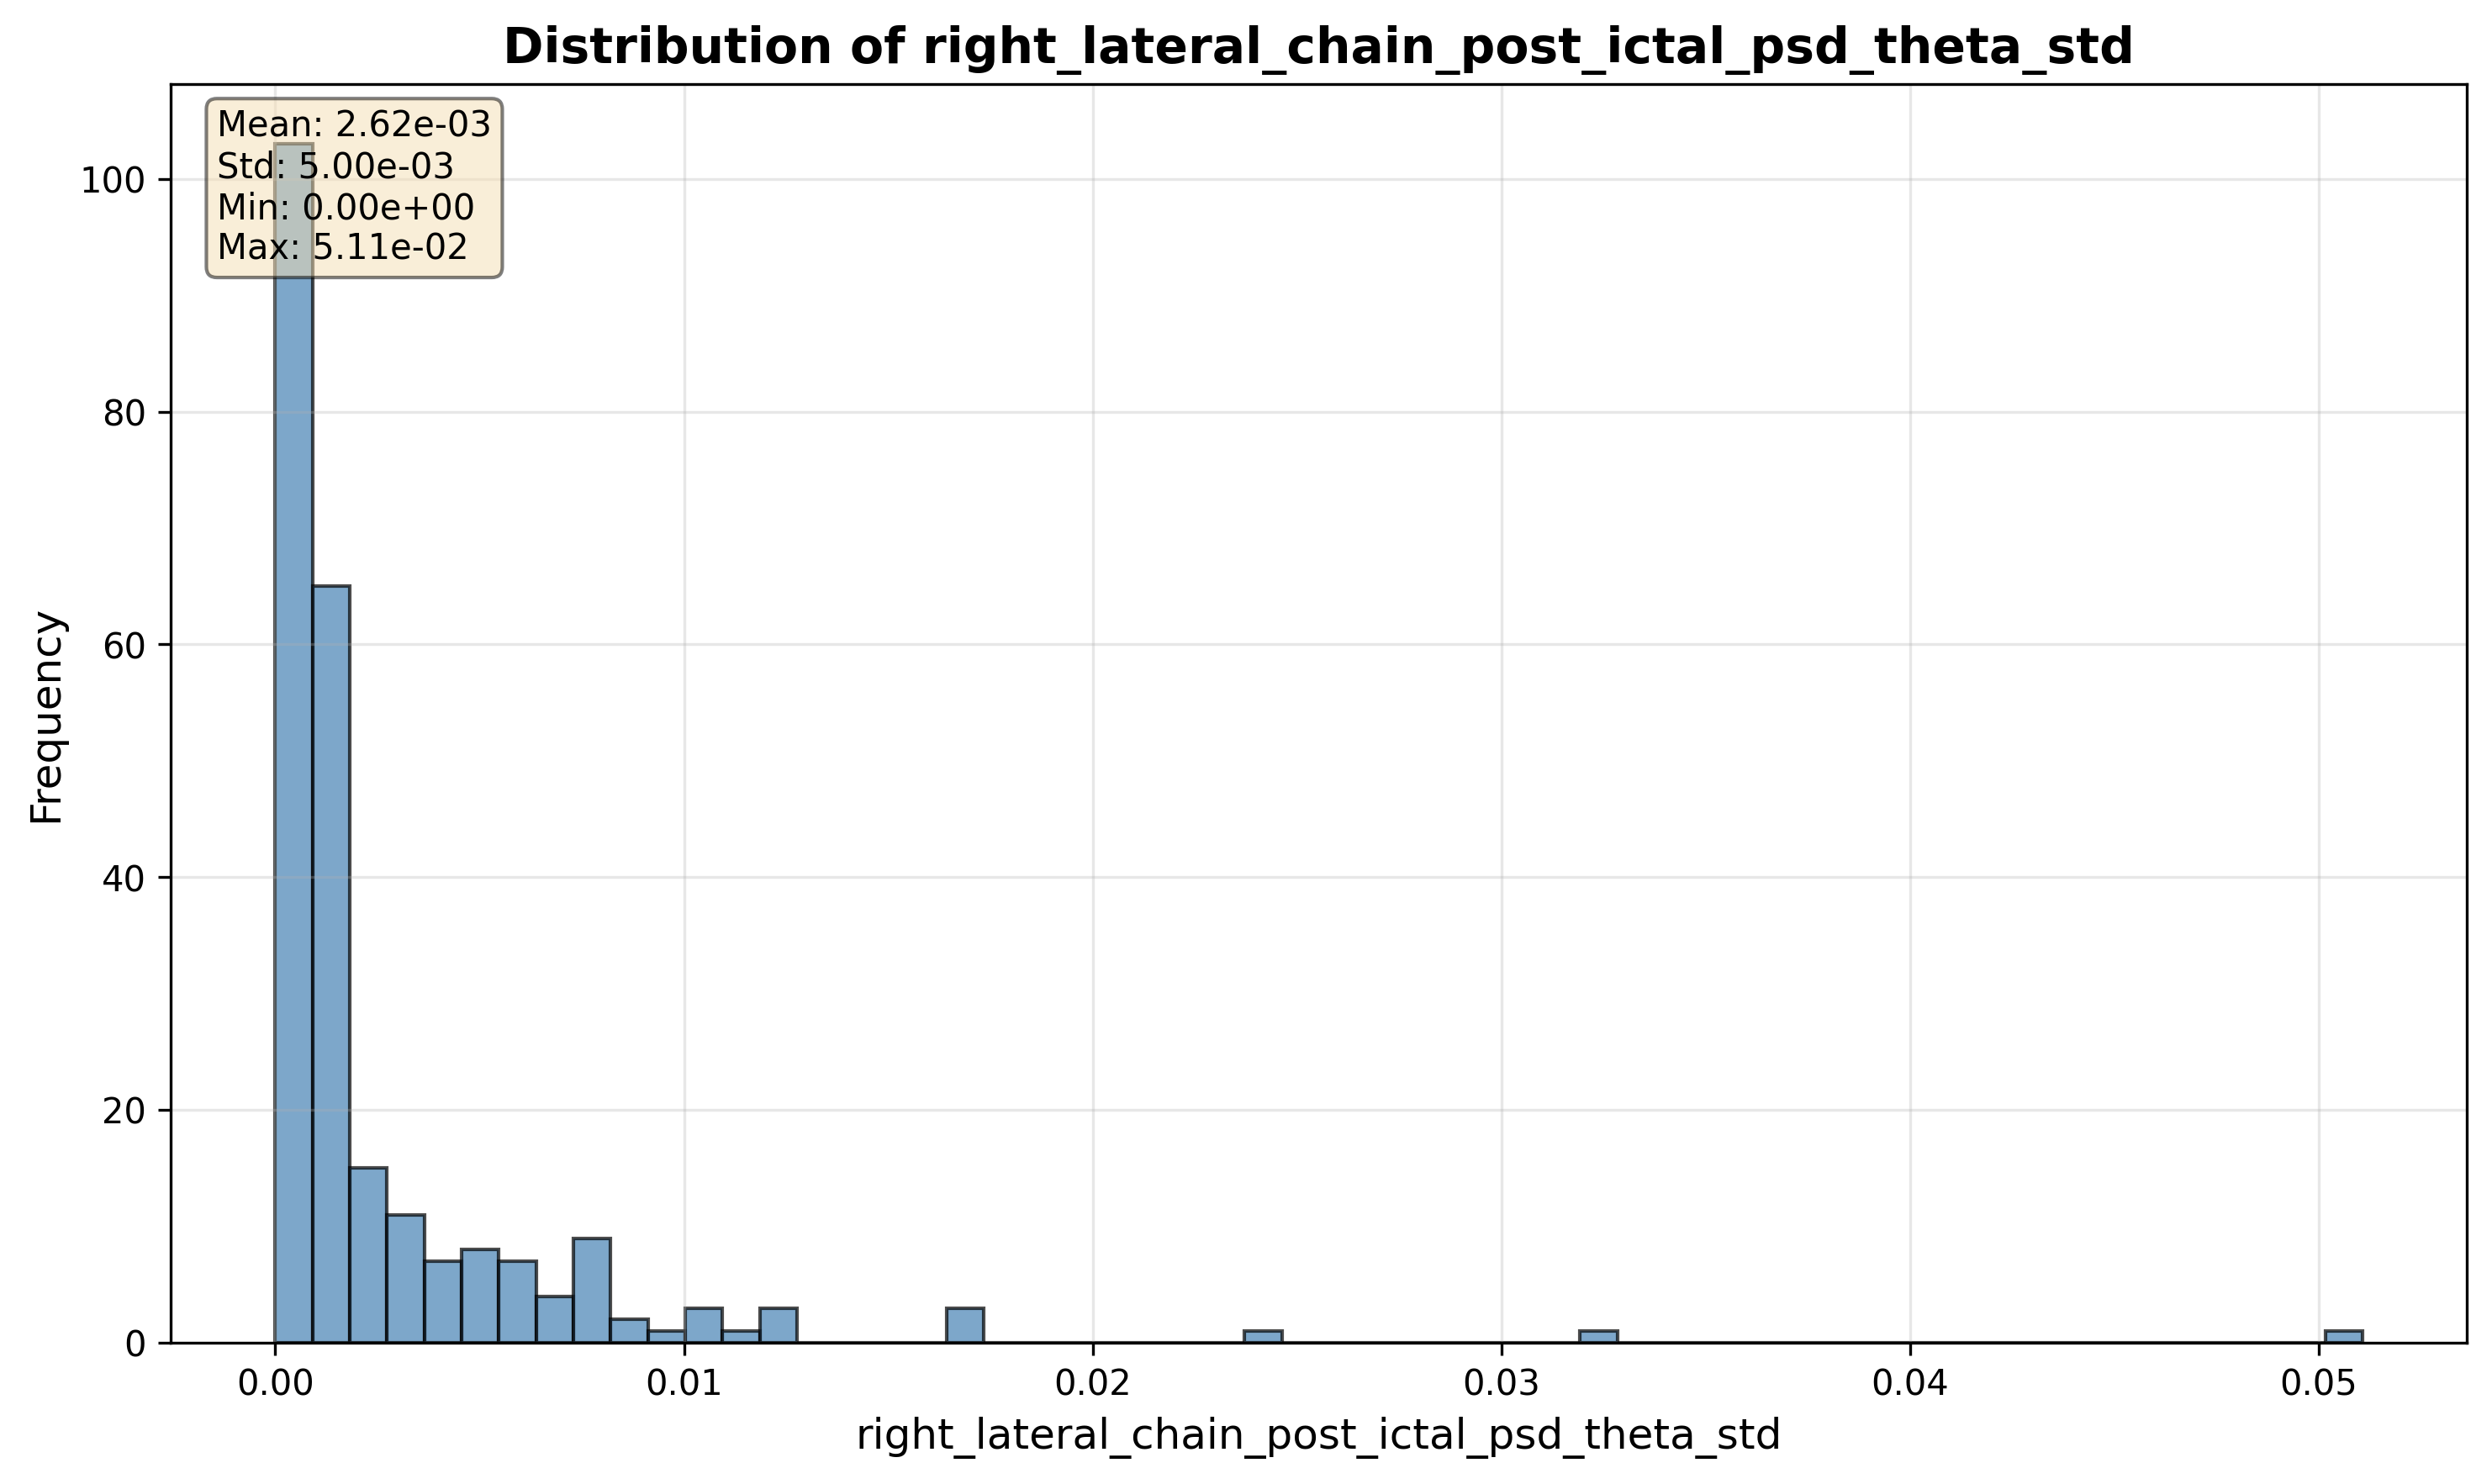 Distribution of right_lateral_chain_post_ictal_psd_theta_std
Mean: 2.62e-03
Std: 5.00e-03
Min: 0.00e+00
Max: 5.11e-02
100
80
60
40
20
0
Frequency
0.00 0.01 0.02 0.03 0.04 0.05
right_lateral_chain_post_ictal_psd_theta_std